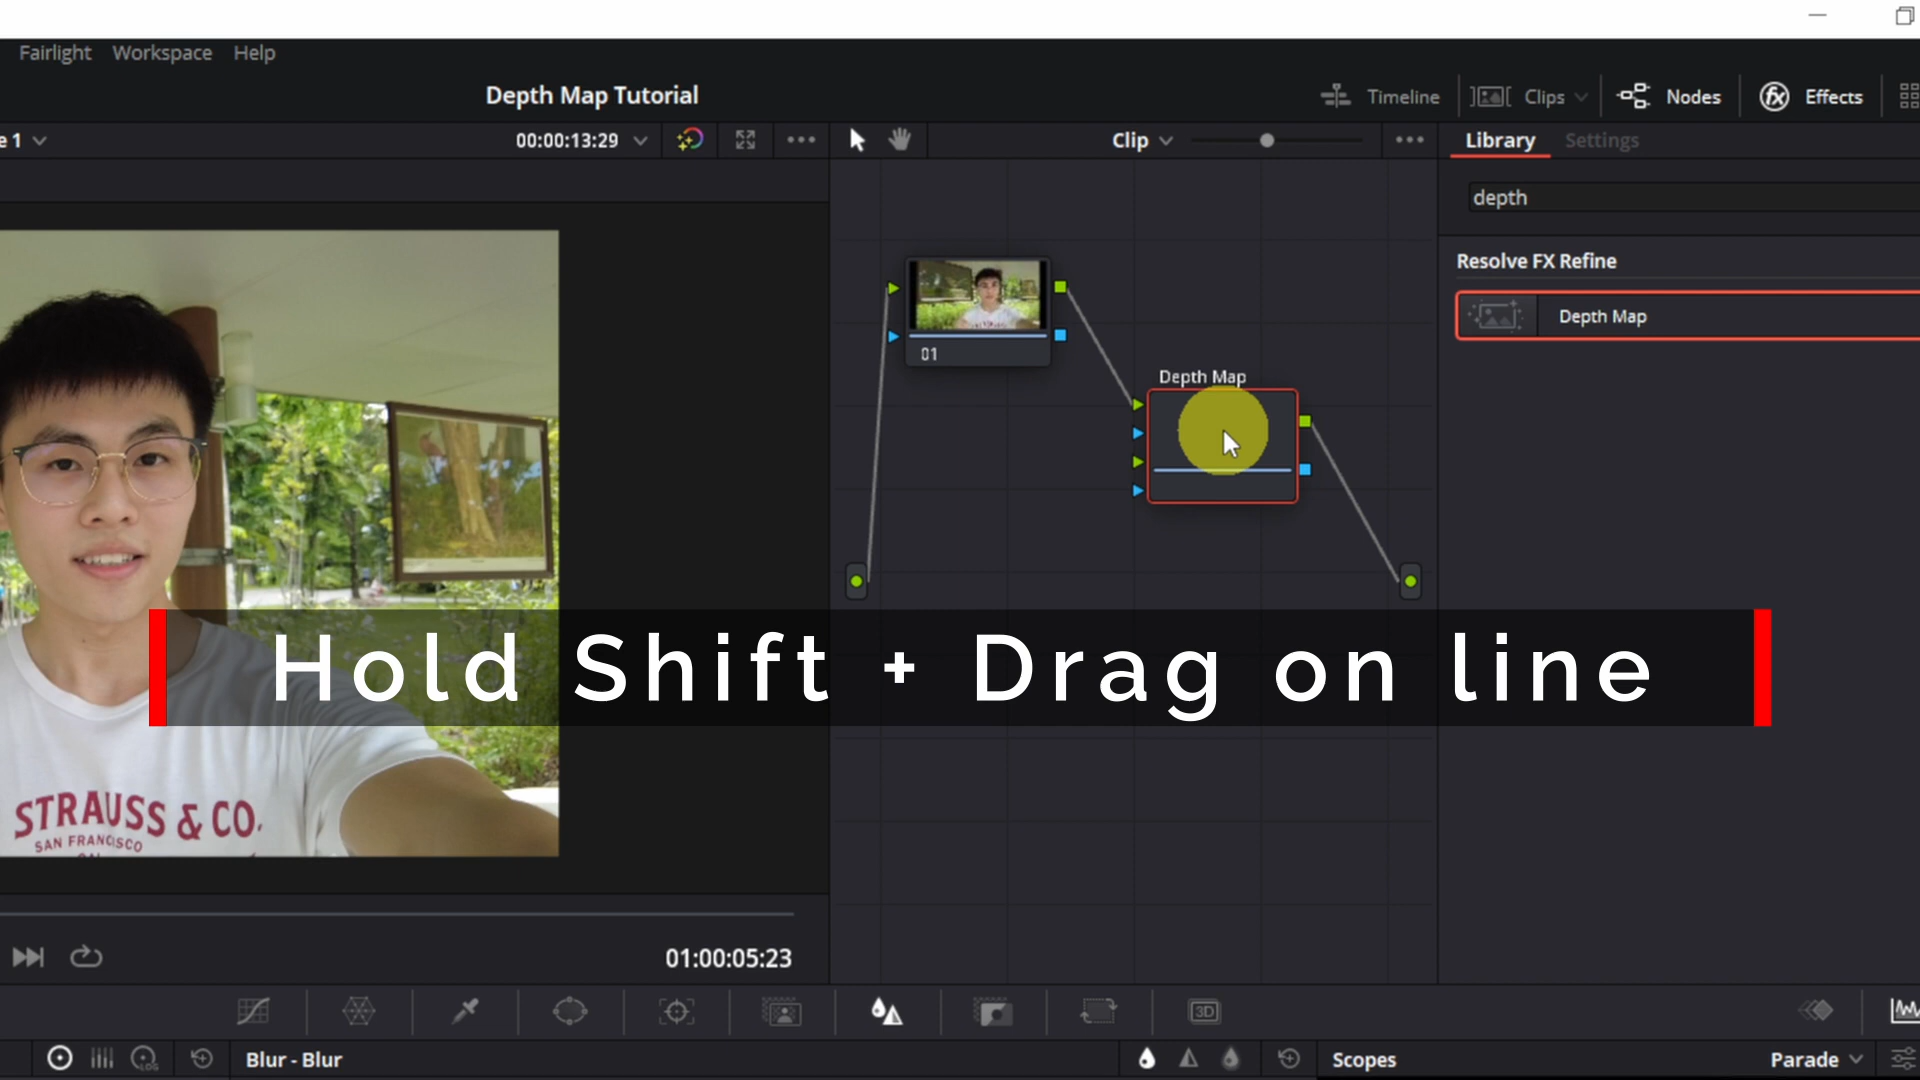 Fairlight Workspace Help
Depth Map Tutorial
Timeline Clips Nodes Effects
e 1 00:00:13:29 Clip Library Settings
depth
Resolve FX Refine
Depth Map
01
Depth Map
Hold Shift + Drag on line
STRAUSS & CO.
SAN FRANCISCO
01:00:05:23
3D
Blur - Blur Scopes Parade